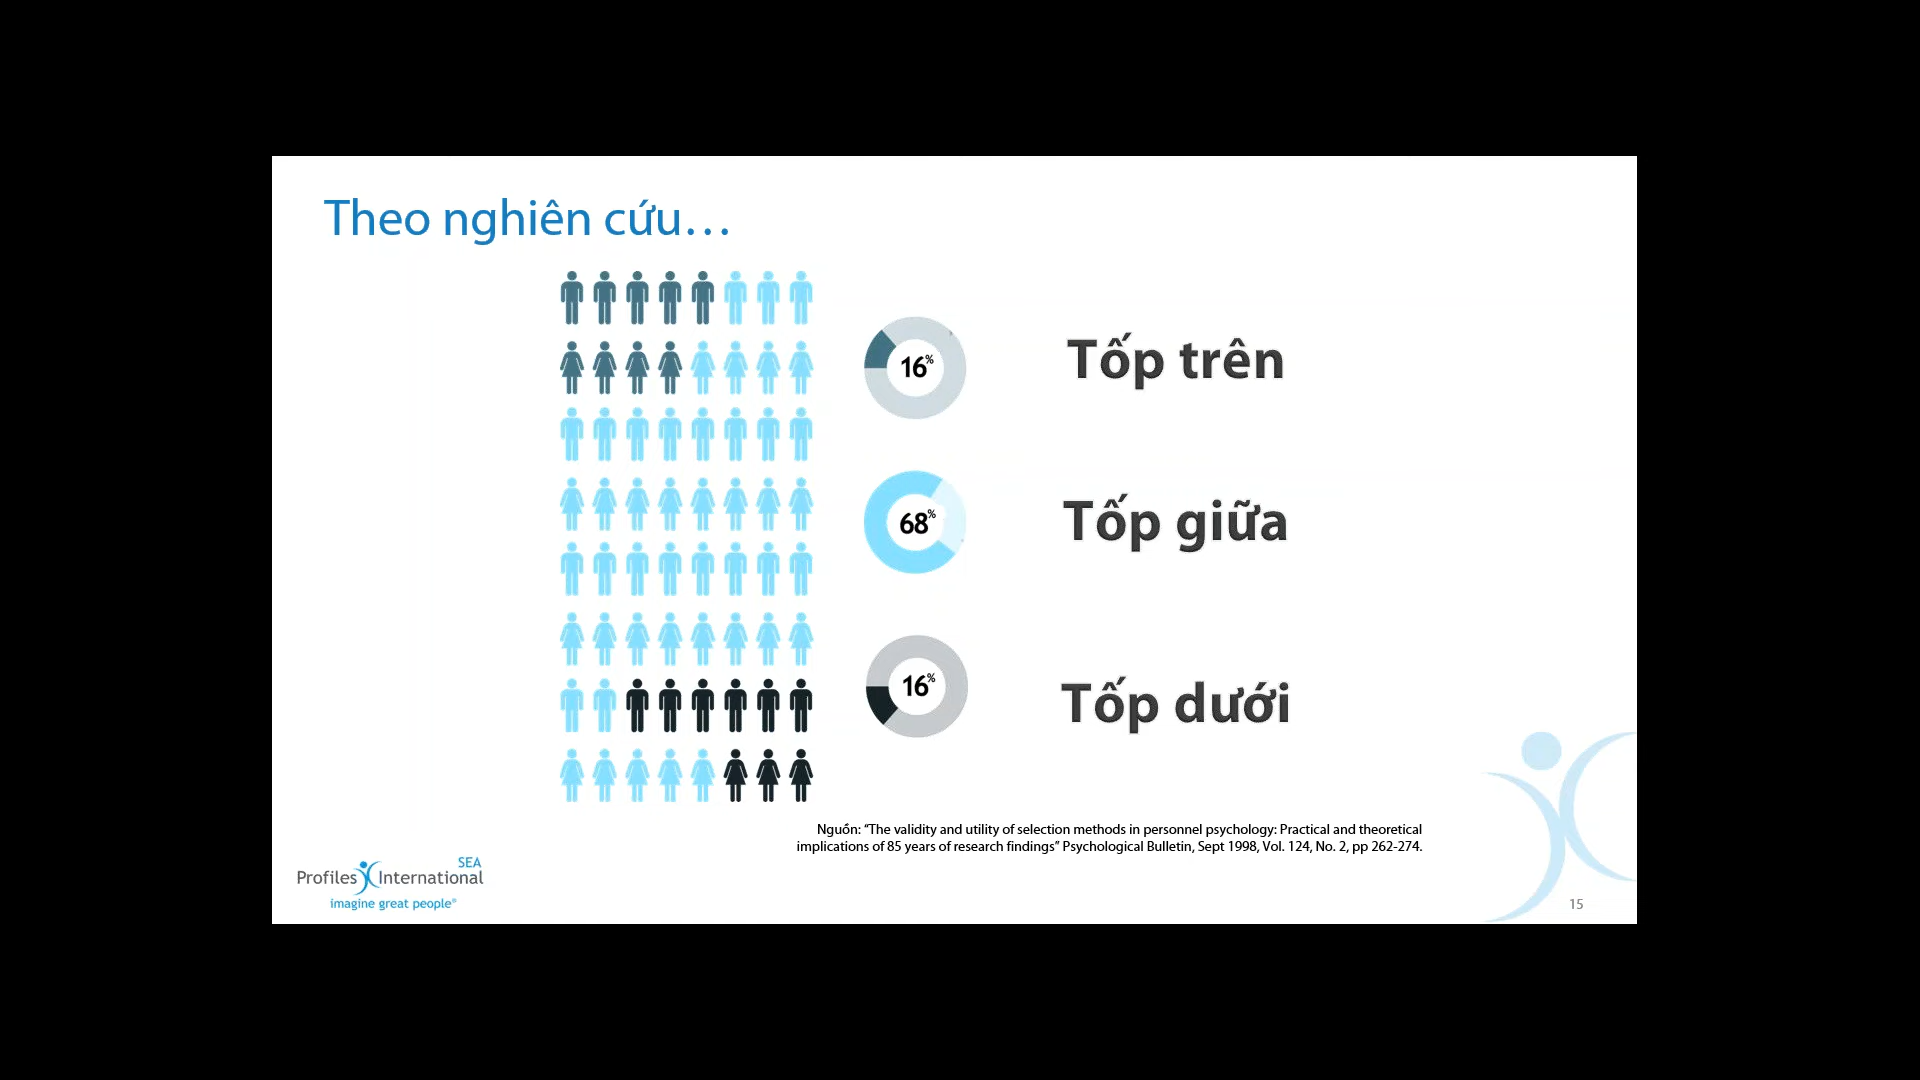 Theo nghiên cứu...
16%
Tốp trên
68%
Tốp giữa
16%
Tốp dưới
Nguồn: “The validity and utility of selection methods in personnel psychology: Practical and theoretical
implications of 85 years of research findings” Psychological Bulletin, Sept 1998, Vol. 124, No. 2, pp 262-274.
SEA
Profiles International
imagine great people®
15